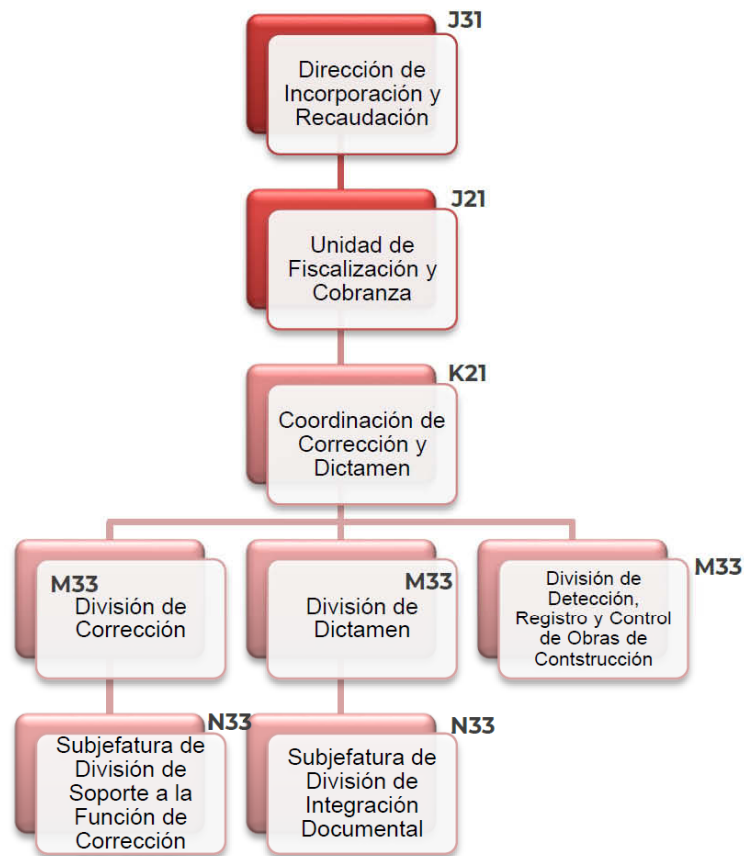 J31
Dirección de
Incorporación y
Recaudación
J21
Unidad de
Fiscalización y
Cobranza
K21
Coordinación de
Corrección y
Dictamen
M33
División de
Corrección
M33
División de
Dictamen
M33
División de
Detección,
Registro y Control
de Obras de
Contstrucción
N33
Subjefatura de
División de
Soporte a la
Función de
Corrección
N33
Subjefatura de
División de
Integración
Documental